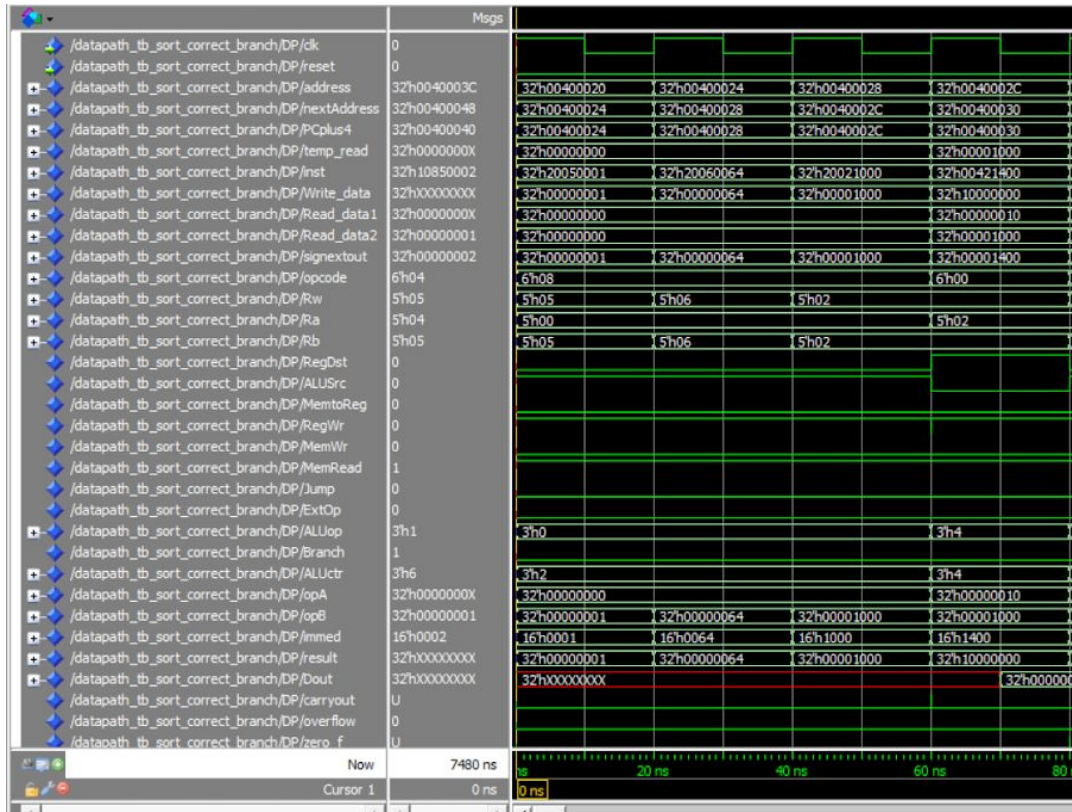 Msgs
/datapath_tb_sort_correct_branch/DP/clk 0
/datapath_tb_sort_correct_branch/DP/reset 0
/datapath_tb_sort_correct_branch/DP/address 32'h0040003C 32'h00400020 32'h00400024 32'h00400028 32'h0040002C
/datapath_tb_sort_correct_branch/DP/nextAddress 32'h00400048 32'h00400024 32'h00400028 32'h0040002C 32'h00400030
/datapath_tb_sort_correct_branch/DP/PCplus4 32'h00400040 32'h00400024 32'h00400028 32'h0040002C 32'h00400030
/datapath_tb_sort_correct_branch/DP/temp_read 32'h0000000X 32'h00000000 32'h00001000
/datapath_tb_sort_correct_branch/DP/inst 32'h10850002 32'h20050001 32'h20060064 32'h20021000 32'h00421400
/datapath_tb_sort_correct_branch/DP/Write_data 32'hXXXXXXXX 32'h00000001 32'h00000064 32'h00001000 32'h10000000
/datapath_tb_sort_correct_branch/DP/Read_data1 32'h0000000X 32'h00000000 32'h00000010
/datapath_tb_sort_correct_branch/DP/Read_data2 32'h00000001 32'h00000000 32'h00001000
/datapath_tb_sort_correct_branch/DP/signextout 32'h00000002 32'h00000001 32'h00000064 32'h00001000 32'h00001400
/datapath_tb_sort_correct_branch/DP/opcode 6'h04 6'h08 6'h00
/datapath_tb_sort_correct_branch/DP/Rw 5'h05 5'h05 5'h06 5'h02
/datapath_tb_sort_correct_branch/DP/Ra 5'h04 5'h00 5'h02
/datapath_tb_sort_correct_branch/DP/Rb 5'h05 5'h05 5'h06 5'h02
/datapath_tb_sort_correct_branch/DP/RegDst 0
/datapath_tb_sort_correct_branch/DP/ALUSrc 0
/datapath_tb_sort_correct_branch/DP/MemtoReg 0
/datapath_tb_sort_correct_branch/DP/RegWr 0
/datapath_tb_sort_correct_branch/DP/MemWr 0
/datapath_tb_sort_correct_branch/DP/MemRead 1
/datapath_tb_sort_correct_branch/DP/Jump 0
/datapath_tb_sort_correct_branch/DP/ExtOp 0
/datapath_tb_sort_correct_branch/DP/ALUop 3'h1 3'h0 3'h4
/datapath_tb_sort_correct_branch/DP/Branch 1
/datapath_tb_sort_correct_branch/DP/ALUctr 3'h6 3'h2 3'h4
/datapath_tb_sort_correct_branch/DP/opA 32'h0000000X 32'h00000000 32'h00000010
/datapath_tb_sort_correct_branch/DP/opB 32'h00000001 32'h00000001 32'h00000064 32'h00001000 32'h00001000
/datapath_tb_sort_correct_branch/DP/immed 16'h0002 16'h0001 16'h0064 16'h1000 16'h1400
/datapath_tb_sort_correct_branch/DP/result 32'hXXXXXXXX 32'h00000001 32'h00000064 32'h00001000 32'h10000000
/datapath_tb_sort_correct_branch/DP/Dout 32'hXXXXXXXX 32'hXXXXXXXX 32'h000000
/datapath_tb_sort_correct_branch/DP/carryout U
/datapath_tb_sort_correct_branch/DP/overflow 0
/datapath_tb_sort_correct_branch/DP/zero_f U
Now 7480 ns ns 20 ns 40 ns 60 ns 80
Cursor 1 0 ns 0 ns